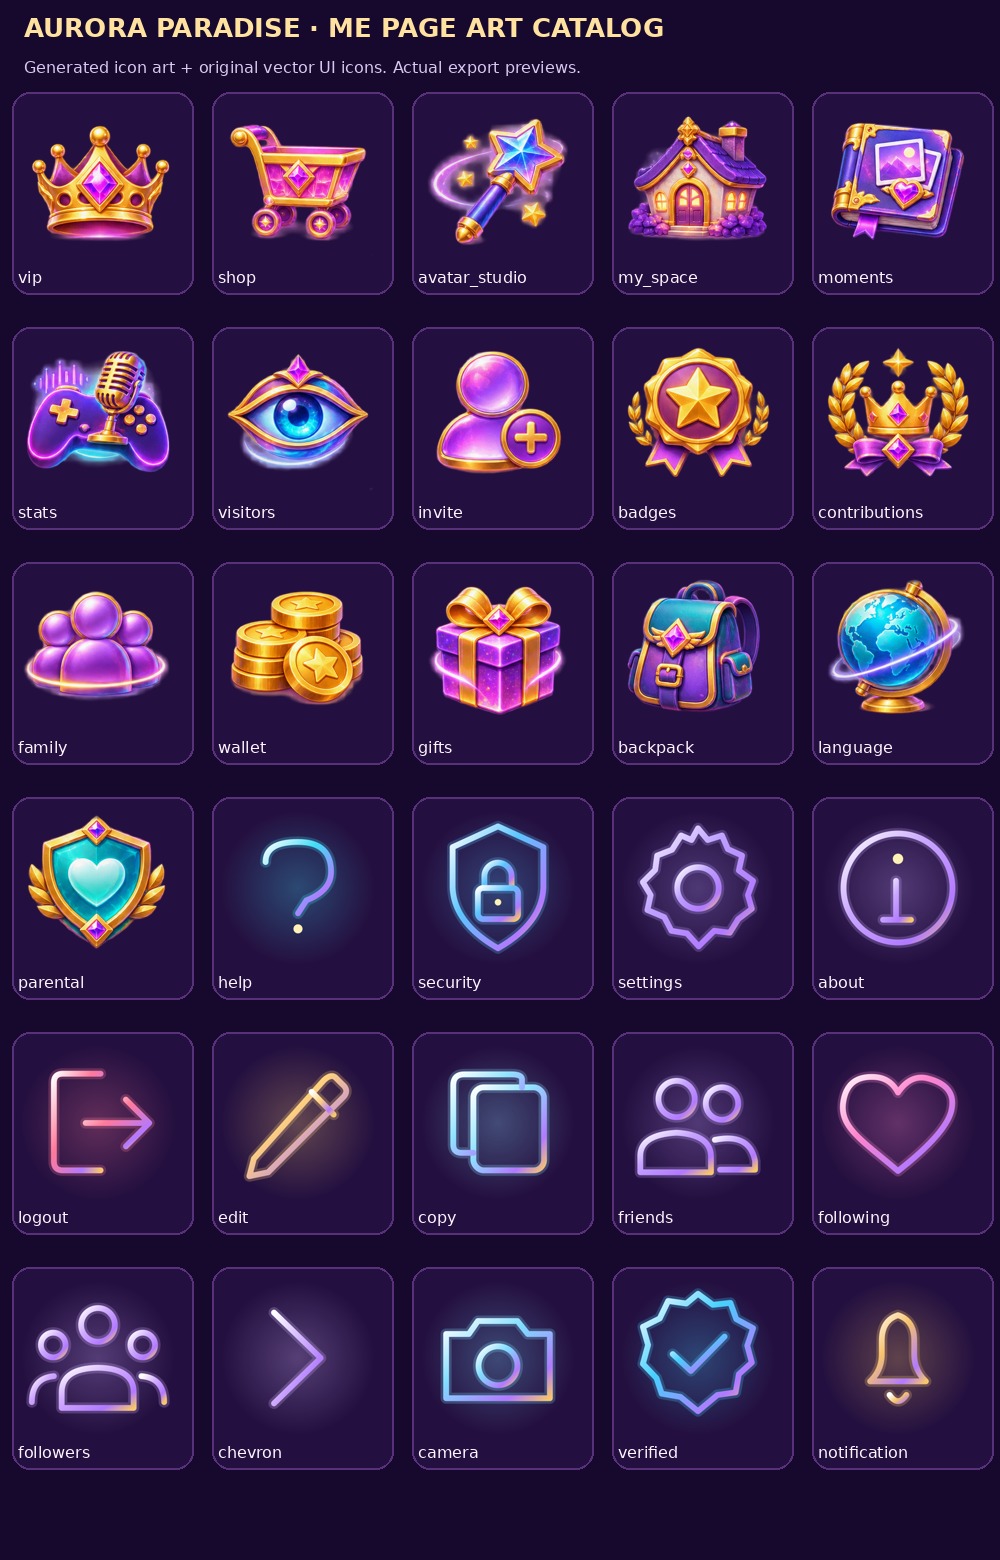 AURORA PARADISE · ME PAGE ART CATALOG
Generated icon art + original vector UI icons. Actual export previews.
vip
shop
avatar_studio
my_space
moments
stats
visitors
invite
badges
contributions
family
wallet
gifts
backpack
language
parental
help
security
settings
about
logout
edit
copy
friends
following
followers
chevron
camera
verified
notification